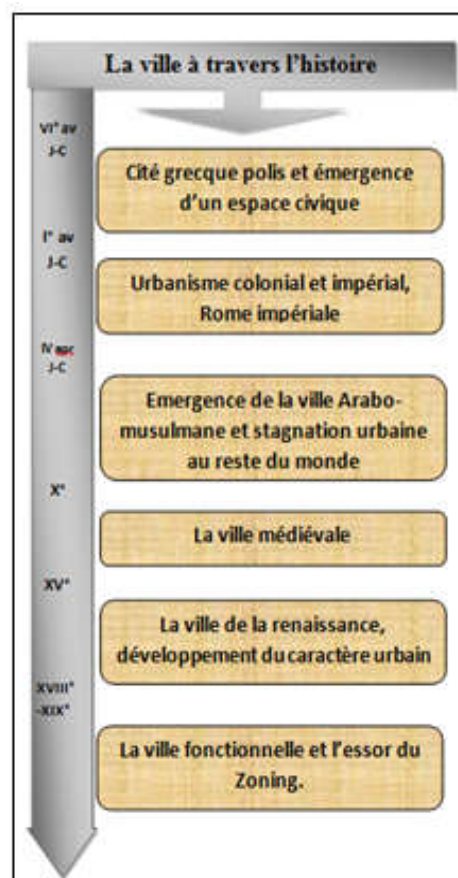 La ville à travers l'histoire
VI° av
J-C
Cité grecque polis et émergence
d'un espace civique
I° av
J-C
Urbanisme colonial et impérial,
Rome impériale
IV apc
J-C
Emergence de la ville Arabo-
musulmane et stagnation urbaine
au reste du monde
X°
La ville médiévale
XV°
La ville de la renaissance,
développement du caractère urbain
XVIII°
-XIX°
La ville fonctionnelle et l'essor du
Zoning.